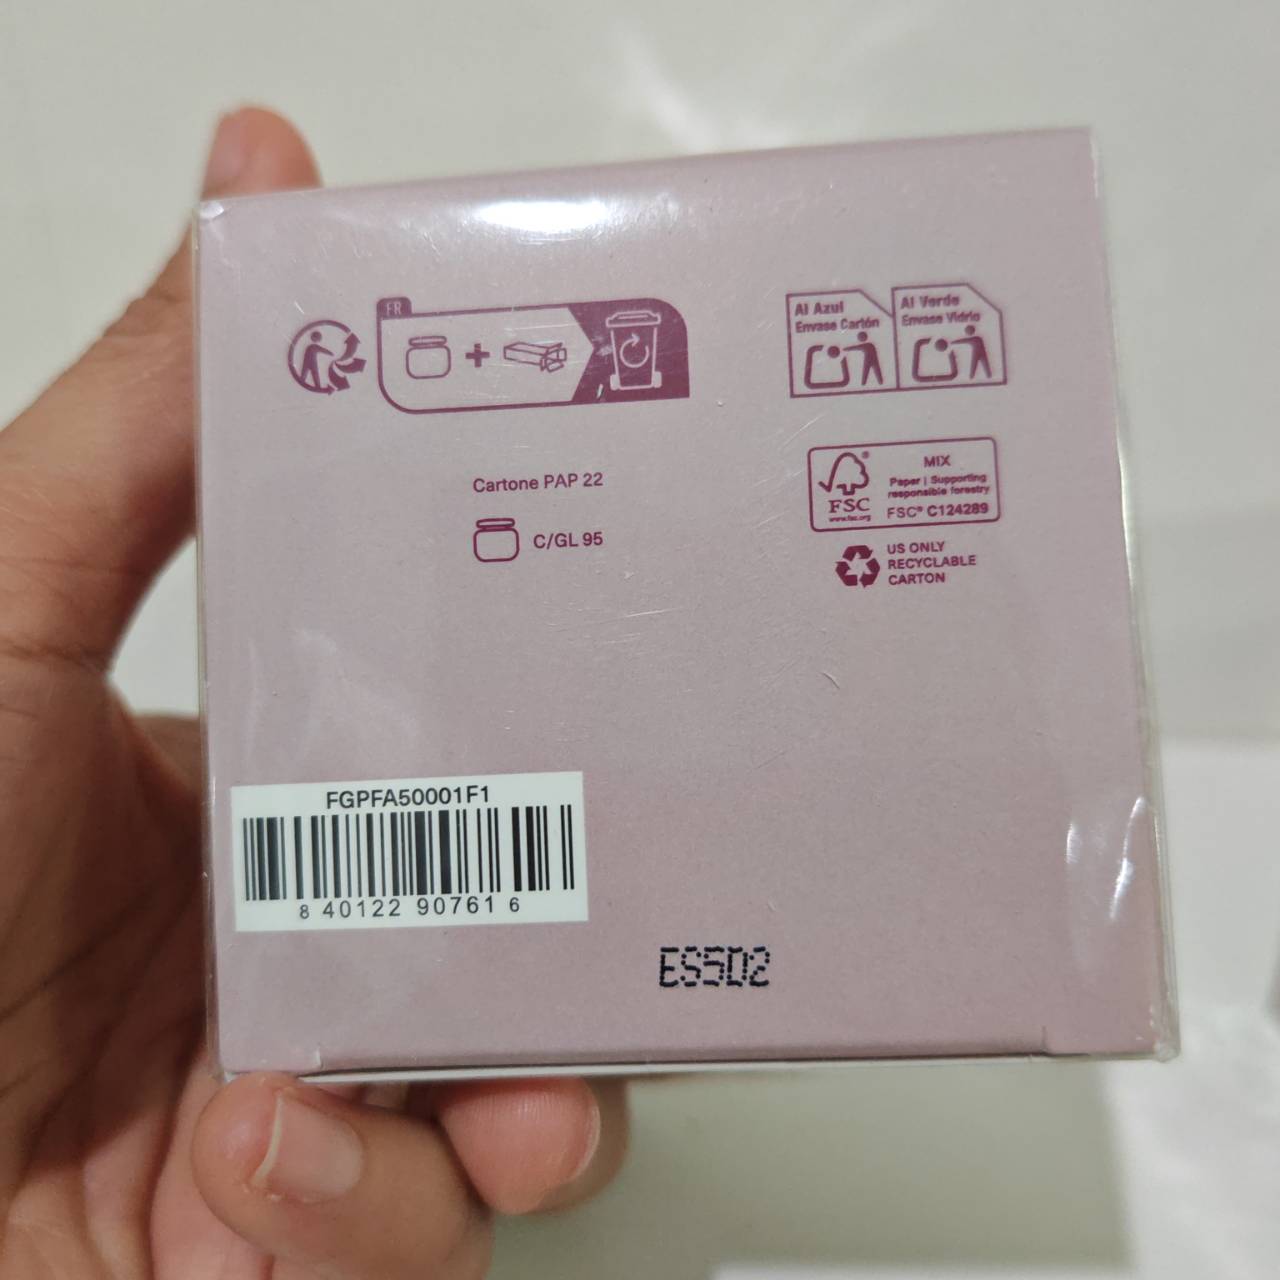 FR
Al Azul
Envase Cartón
Al Verde
Envase Vidrio
Cartone PAP 22
C/GL 95
FSC®
www.fsc.org
MIX
Paper | Supporting
responsible forestry
FSC® C124289
US ONLY
RECYCLABLE
CARTON
FGPFA50001F1
8 40122 90761 6
ES5D2